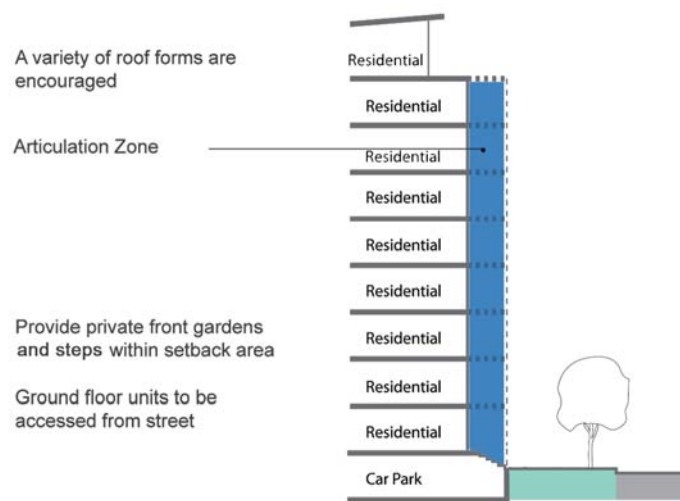 A variety of roof forms are
encouraged
Residential
Residential
Articulation Zone
Residential
Residential
Residential
Residential
Residential
Provide private front gardens
and steps within setback area
Residential
Ground floor units to be
accessed from street
Residential
Car Park